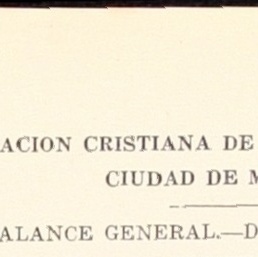 ACION CRISTIANA DE
CIUDAD DE M
ALANCE GENERAL.—D